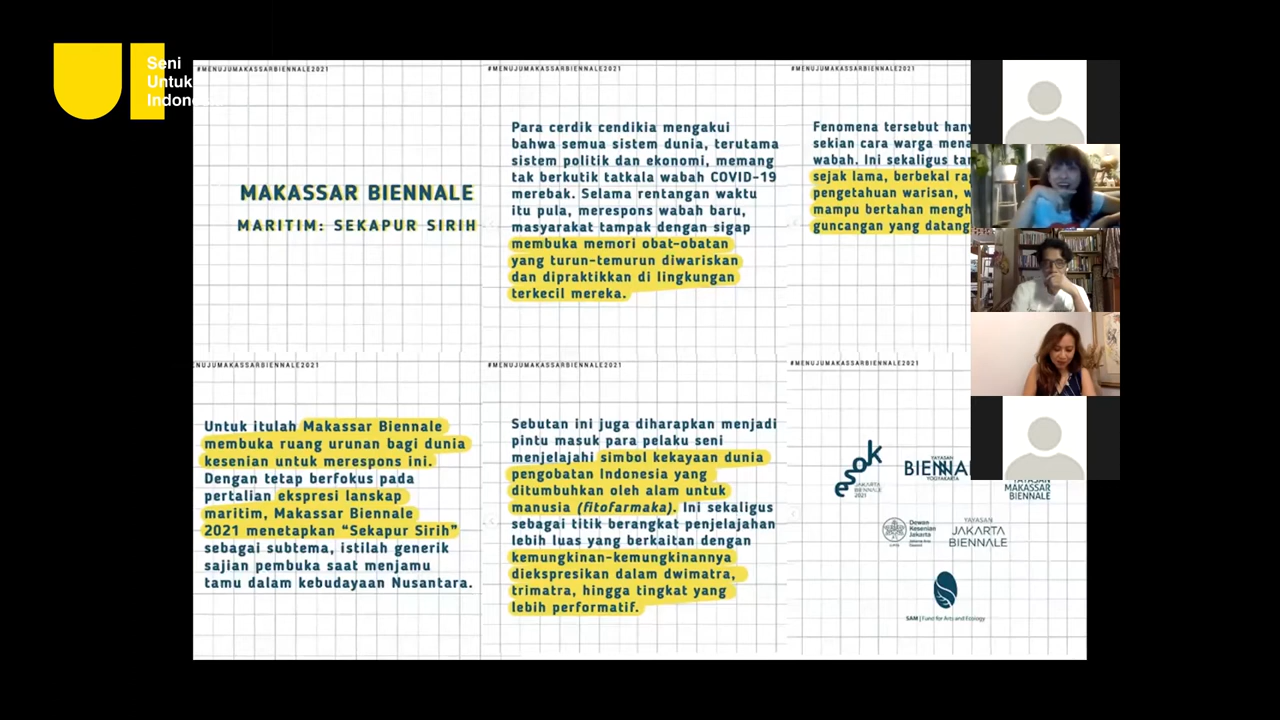 Seni
Untuk
#MENUJUMAKASSARBIENNALE2021
MAKASSAR BIENNALE
MARITIM: SEKAPUR SIRIH
#MENUJUMAKASSARBIENNALE2021
Para cerdik cendikia mengakui
bahwa semua sistem dunia, terutama
sistem politik dan ekonomi, memang
tak berkutik tatkala wabah COVID-19
merebak. Selama rentangan waktu
itu pula, merespons wabah baru,
masyarakat tampak dengan sigap
membuka memori obat-obatan
yang turun-temurun diwariskan
dan dipraktikkan di lingkungan
terkecil mereka.
#MENUJUMAKASSARBIENNALE2021
Fenomena tersebut
sekian cara warga
wabah. Ini sekaligus
sejak lama, berbekal
pengetahuan warisan,
mampu bertahan
guncangan yang datang
MENUJUMAKASSARBIENNALE2021
Untuk itulah Makassar Biennale
membuka ruang urunan bagi dunia
kesenian untuk merespons ini.
Dengan tetap berfokus pada
pertalian ekspresi lanskap
maritim, Makassar Biennale
2021 menetapkan “Sekapur Sirih”
sebagai subtema, istilah generik
sajian pembuka saat menjamu
tamu dalam kebudayaan Nusantara.
#MENUJUMAKASSARBIENNALE2021
Sebutan ini juga diharapkan menjadi
pintu masuk para pelaku seni
menjelajahi simbol kekayaan dunia
pengobatan Indonesia yang
ditumbuhkan oleh alam untuk
manusia (fitofarmaka). Ini sekaligus
sebagai titik berangkat penjelajahan
lebih luas yang berkaitan dengan
kemungkinan-kemungkinannya
diekspresikan dalam dwimatra,
trimatra, hingga tingkat yang
lebih performatif.
#MENUJUMAKASSARBIENNALE2021
esok
JAKARTA
BIENNALE
2021
YAYASAN
YOGYAKARTA
YAYASAN
MAKASSAR
BIENNALE
Dewan
Kesenian
Jakarta
YAYASAN
JAKARTA
BIENNALE
SAM | Fund for Arts and Ecology